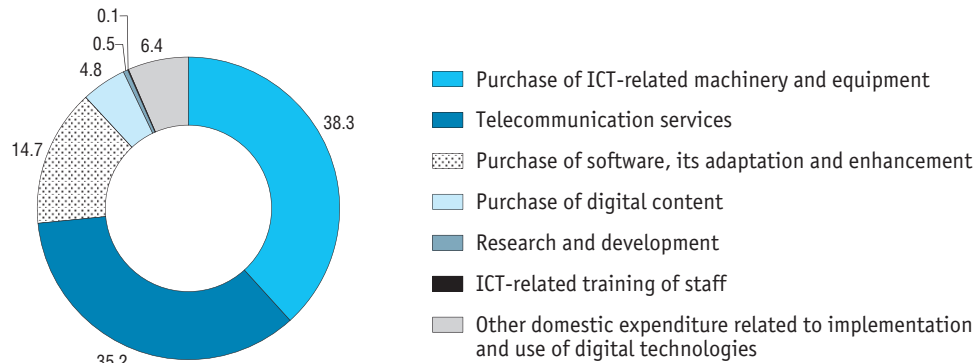 0.1
0.5
6.4
4.8
38.3
14.7
35.2
Purchase of ICT-related machinery and equipment
Telecommunication services
Purchase of software, its adaptation and enhancement
Purchase of digital content
Research and development
ICT-related training of staff
Other domestic expenditure related to implementation
and use of digital technologies